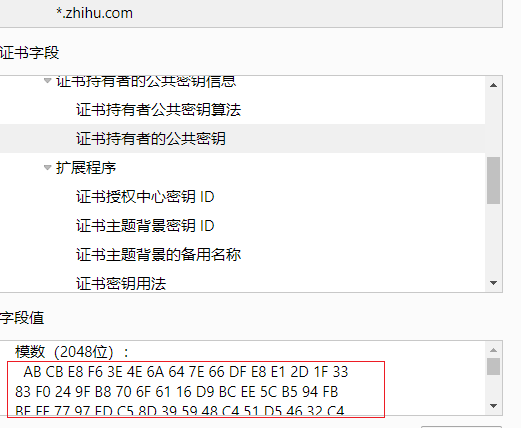 *.zhihu.com
证书字段
证书持有者的公共密钥信息
证书持有者公共密钥算法
证书持有者的公共密钥
扩展程序
证书授权中心密钥 ID
证书主题背景密钥 ID
证书主题背景的备用名称
证书密钥用法
字段值
模数（2048位）：
AB CB E8 F6 3E 4E 6A 64 7E 66 DF E8 E1 2D 1F 33
83 F0 24 9F B8 70 6F 61 16 D9 BC EE 5C B5 94 FB
BE FE 77 97 ED C5 8D 39 59 48 C4 51 D5 46 32 C4